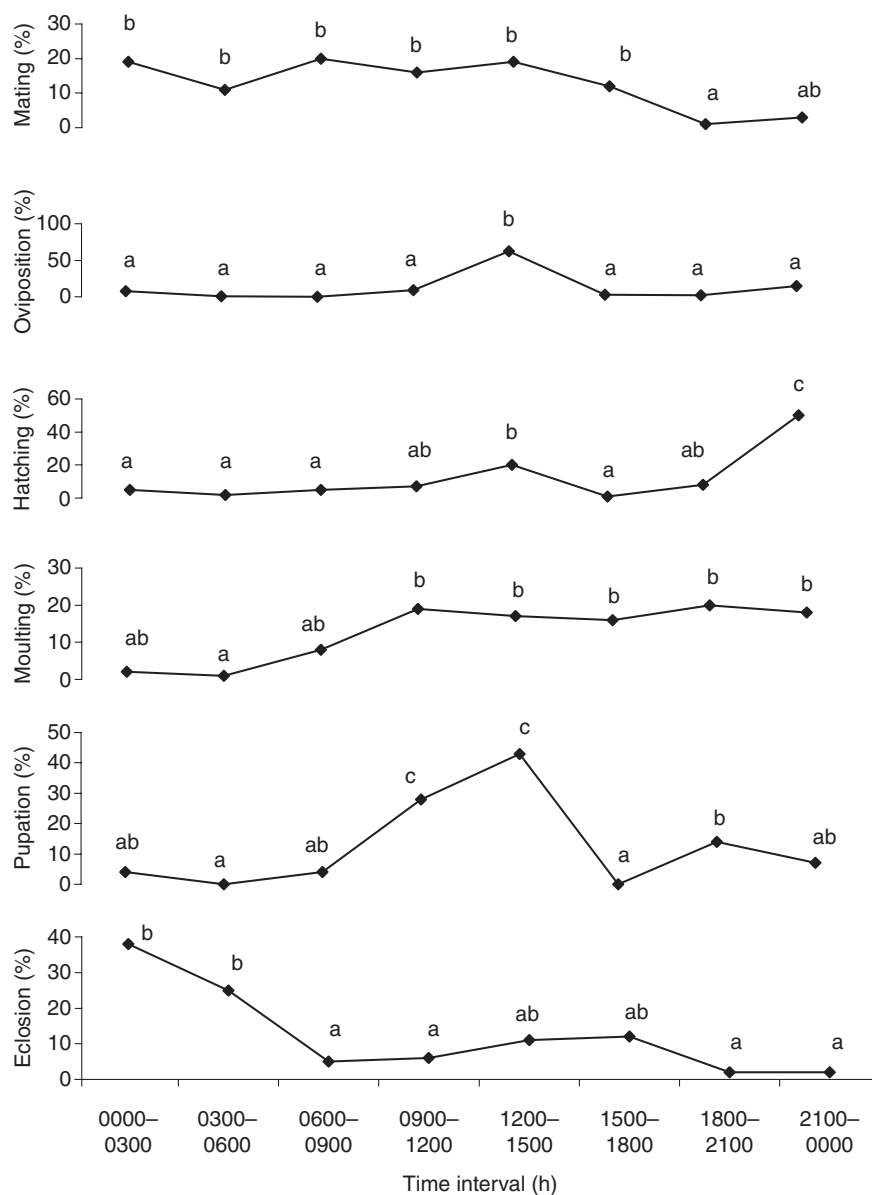 Mating (%)
30
20
10
0
b
b
b
b
b
b
a
ab
Oviposition (%)
100
50
0
a
a
a
a
b
a
a
a
Hatching (%)
60
40
20
0
a
a
a
ab
b
a
ab
c
Moulting (%)
30
20
10
0
ab
a
ab
b
b
b
b
b
Pupation (%)
50
40
30
20
10
0
ab
a
ab
c
c
a
b
ab
Eclosion (%)
40
30
20
10
0
b
b
a
a
ab
ab
a
a
0000–
0300
0300–
0600
0600–
0900
0900–
1200
1200–
1500
1500–
1800
1800–
2100
2100–
0000
Time interval (h)